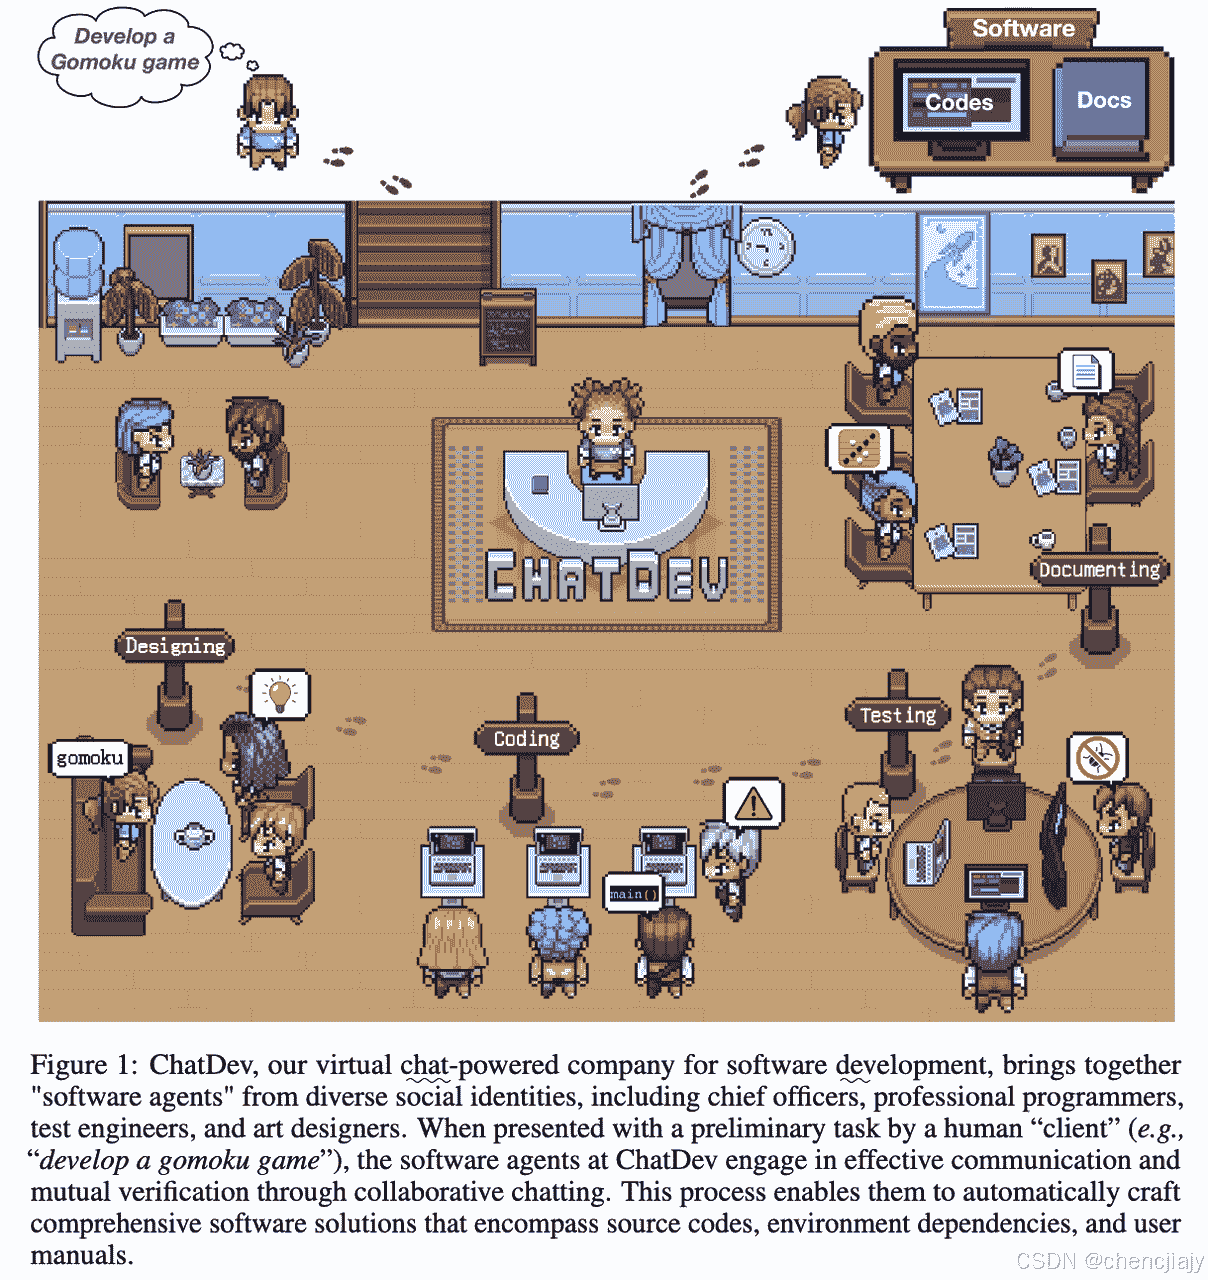 Develop a
Gomoku game
Software
Codes
Docs
CHATDEV
Documenting
Designing
gomoku
Coding
main()
Testing
Figure 1: ChatDev, our virtual chat-powered company for software development, brings together
"software agents" from diverse social identities, including chief officers, professional programmers,
test engineers, and art designers. When presented with a preliminary task by a human “client” (e.g.,
“develop a gomoku game”), the software agents at ChatDev engage in effective communication and
mutual verification through collaborative chatting. This process enables them to automatically craft
comprehensive software solutions that encompass source codes, environment dependencies, and user
manuals.
CSDN @chencjiajy